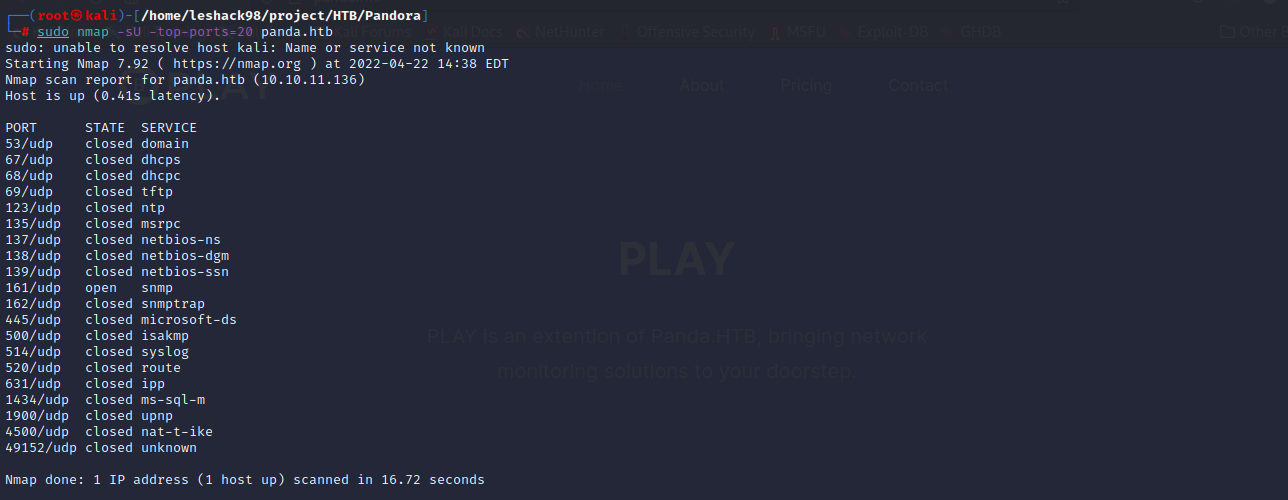 ┌──(root㉿kali)-[/home/leshack98/project/HTB/Pandora]
└─# sudo nmap -sU -top-ports=20 panda.htb
Kali Forums Kali Docs NetHunter Offensive Security MSFU Exploit-DB GHDB Other B
sudo: unable to resolve host kali: Name or service not known
Starting Nmap 7.92 ( https://nmap.org ) at 2022-04-22 14:38 EDT
Nmap scan report for panda.htb (10.10.11.136)
Host is up (0.41s latency).
PLAY Home About Pricing Contact
PORT      STATE  SERVICE
53/udp    closed domain
67/udp    closed dhcps
68/udp    closed dhcpc
69/udp    closed tftp
123/udp   closed ntp
135/udp   closed msrpc
137/udp   closed netbios-ns
138/udp   closed netbios-dgm
139/udp   closed netbios-ssn
161/udp   open   snmp
162/udp   closed snmptrap
445/udp   closed microsoft-ds
500/udp   closed isakmp
514/udp   closed syslog
520/udp   closed route
631/udp   closed ipp
1434/udp  closed ms-sql-m
1900/udp  closed upnp
4500/udp  closed nat-t-ike
49152/udp closed unknown
PLAY
PLAY is an extention of Panda.HTB, bringing network
monitoring solutions to your doorstep.
Nmap done: 1 IP address (1 host up) scanned in 16.72 seconds